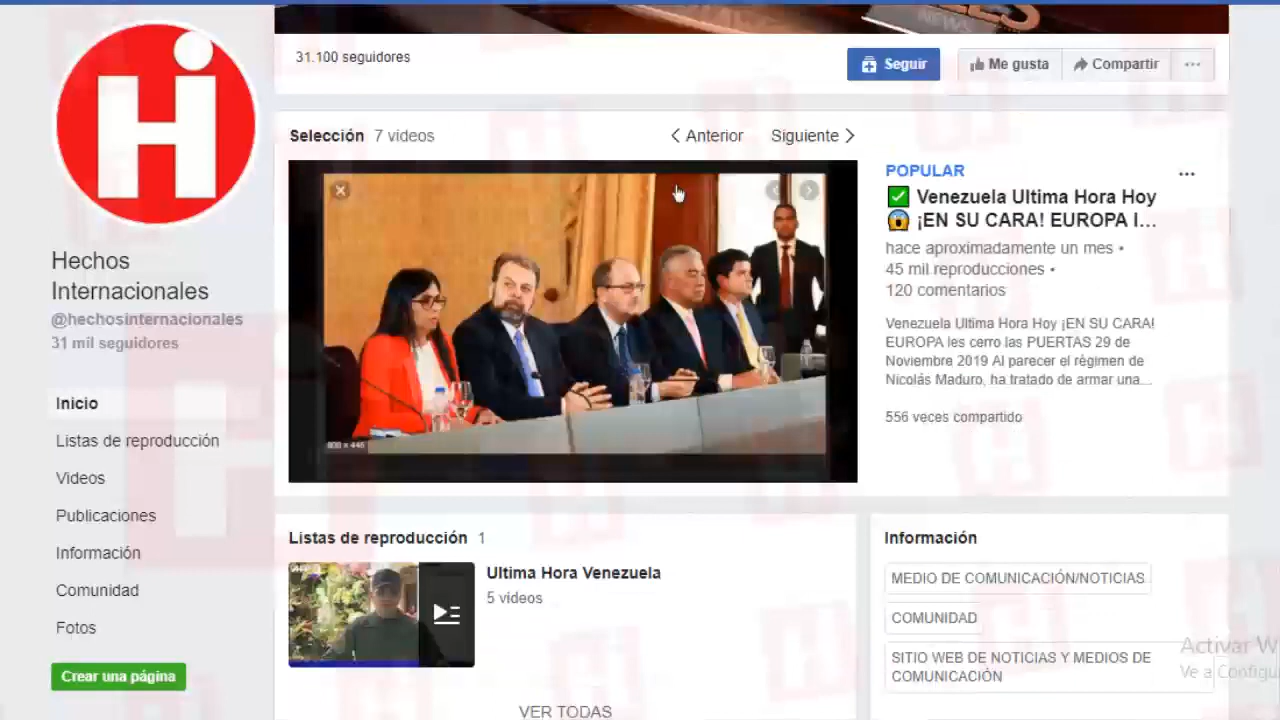 NEWS
31.100 seguidores
Seguir
Me gusta
Compartir
Hi
Hechos
Internacionales
@hechosinternacionales
31 mil seguidores
Inicio
Listas de reproducción
Videos
Publicaciones
Información
Comunidad
Fotos
Crear una página
Selección 7 videos
Anterior
Siguiente
POPULAR
✅ Venezuela Ultima Hora Hoy
😱 ¡EN SU CARA! EUROPA l...
hace aproximadamente un mes •
45 mil reproducciones •
120 comentarios
Venezuela Ultima Hora Hoy ¡EN SU CARA!
EUROPA les cerro las PUERTAS 29 de
Noviembre 2019 Al parecer el régimen de
Nicolás Maduro, ha tratado de armar una...
556 veces compartido
Listas de reproducción 1
Ultima Hora Venezuela
5 videos
VER TODAS
Información
MEDIO DE COMUNICACIÓN/NOTICIAS
COMUNIDAD
SITIO WEB DE NOTICIAS Y MEDIOS DE
COMUNICACIÓN
Activar W
Ve a Configu